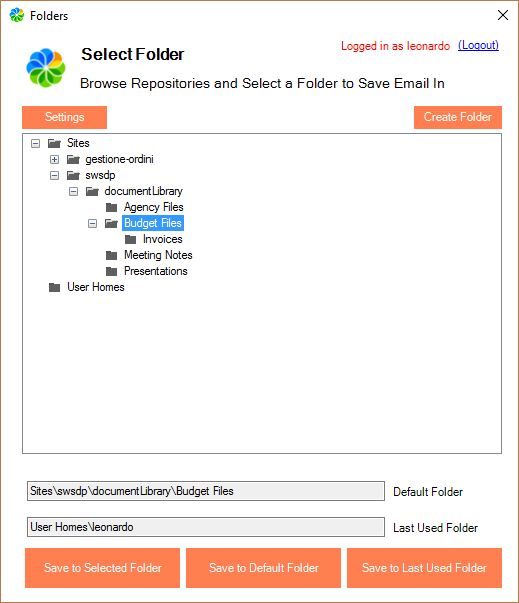 Folders
Select Folder
Logged in as leonardo (Logout)
Browse Repositories and Select a Folder to Save Email In
Settings
Create Folder
Sites
gestione-ordini
swsdp
documentLibrary
Agency Files
Budget Files
Invoices
Meeting Notes
Presentations
User Homes
Sites\swsdp\documentLibrary\Budget Files
Default Folder
User Homes\leonardo
Last Used Folder
Save to Selected Folder
Save to Default Folder
Save to Last Used Folder